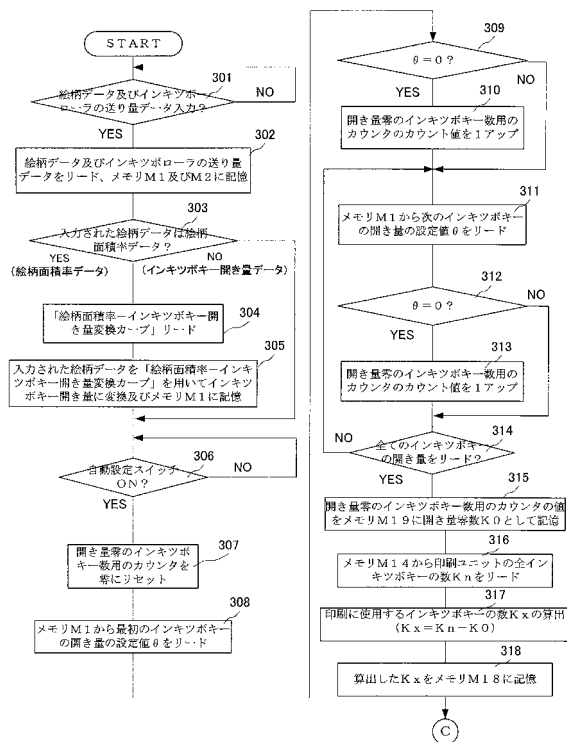 START
301
絵柄データ及びインキツボ
ローラの送り量データ入力？
NO
YES
302
絵柄データ及びインキツボローラの送り量
データをリード、メモリM1及びM2に記憶
303
入力された絵柄データは絵柄
面積率データ？
YES
(絵柄面積率データ)
NO
(インキツボキー開き量データ)
304
「絵柄面積率－インキツボキー開
き量変換カーブ」リード
305
入力された絵柄データを「絵柄面積率－インキ
ツボキー開き量変換カーブ」を用いてインキツ
ボキー開き量に変換及びメモリM1に記憶
306
自動設定スイッチ
ON？
NO
YES
307
開き量零のインキツボ
キー数用のカウンタを
零にリセット
308
メモリM1から最初のインキツボキー
の開き量の設定値θをリード
309
θ＝0？
NO
YES
310
開き量零のインキツボキー数用の
カウンタのカウント値を1アップ
311
メモリM1から次のインキツボキー
の開き量の設定値θをリード
312
θ＝0？
NO
YES
313
開き量零のインキツボキー数用の
カウンタのカウント値を1アップ
314
NO
全てのインキツボキー
の開き量をリード？
YES
315
開き量零のインキツボキー数用のカウンタの値
をメモリM19に開き量零数K0として記憶
316
メモリM14から印刷ユニットの全イン
キツボキーの数Knをリード
317
印刷に使用するインキツボキーの数Kxの算出
(Kx＝Kn－K0)
318
算出したKxをメモリM18に記憶
C